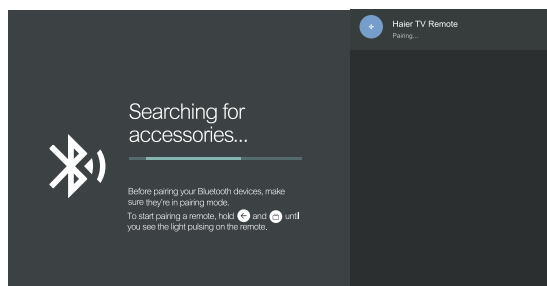 Searching for
accessories...
Before pairing your Bluetooth devices, make
sure they're in pairing mode.
To start pairing a remote, hold and until
you see the light pulsing on the remote.
Haier TV Remote
Pairing...